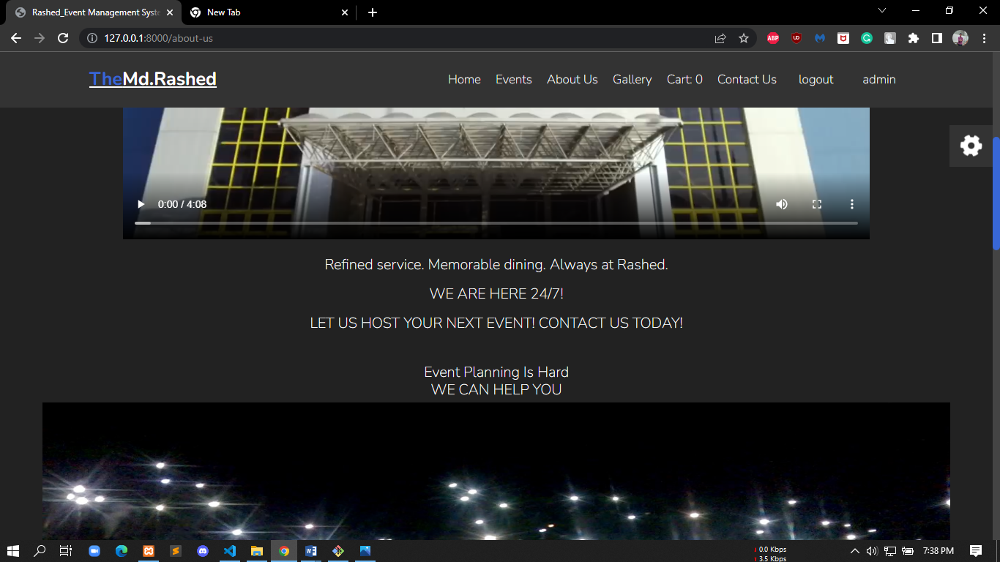 Rashed_Event Management Syste
New Tab
127.0.0.1:8000/about-us
ABP
TheMd.Rashed
Home Events About Us Gallery Cart: 0 Contact Us logout admin
0:00 / 4:08
Refined service. Memorable dining. Always at Rashed.
WE ARE HERE 24/7!
LET US HOST YOUR NEXT EVENT! CONTACT US TODAY!
Event Planning Is Hard
WE CAN HELP YOU
0.0 Kbps
3.5 Kbps
7:38 PM